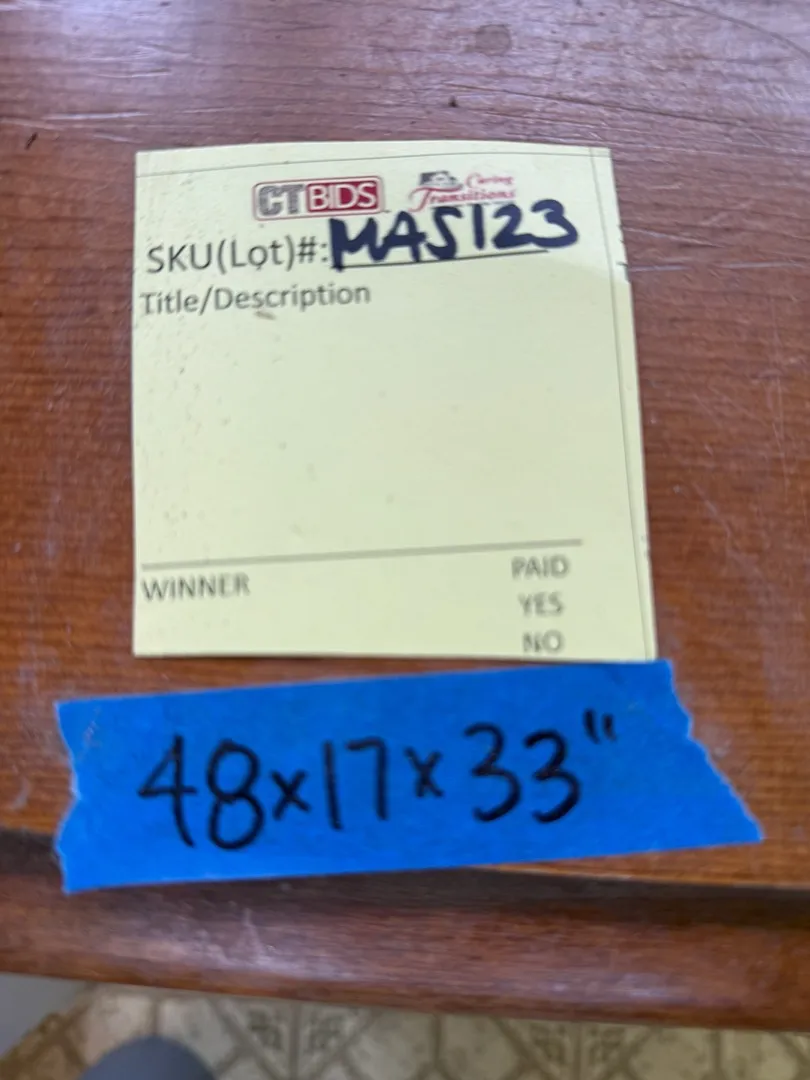 CTBIDS Caring Transitions
SKU(Lot)#: MAS123
Title/Description
WINNER PAID
YES
NO
48x17x33"